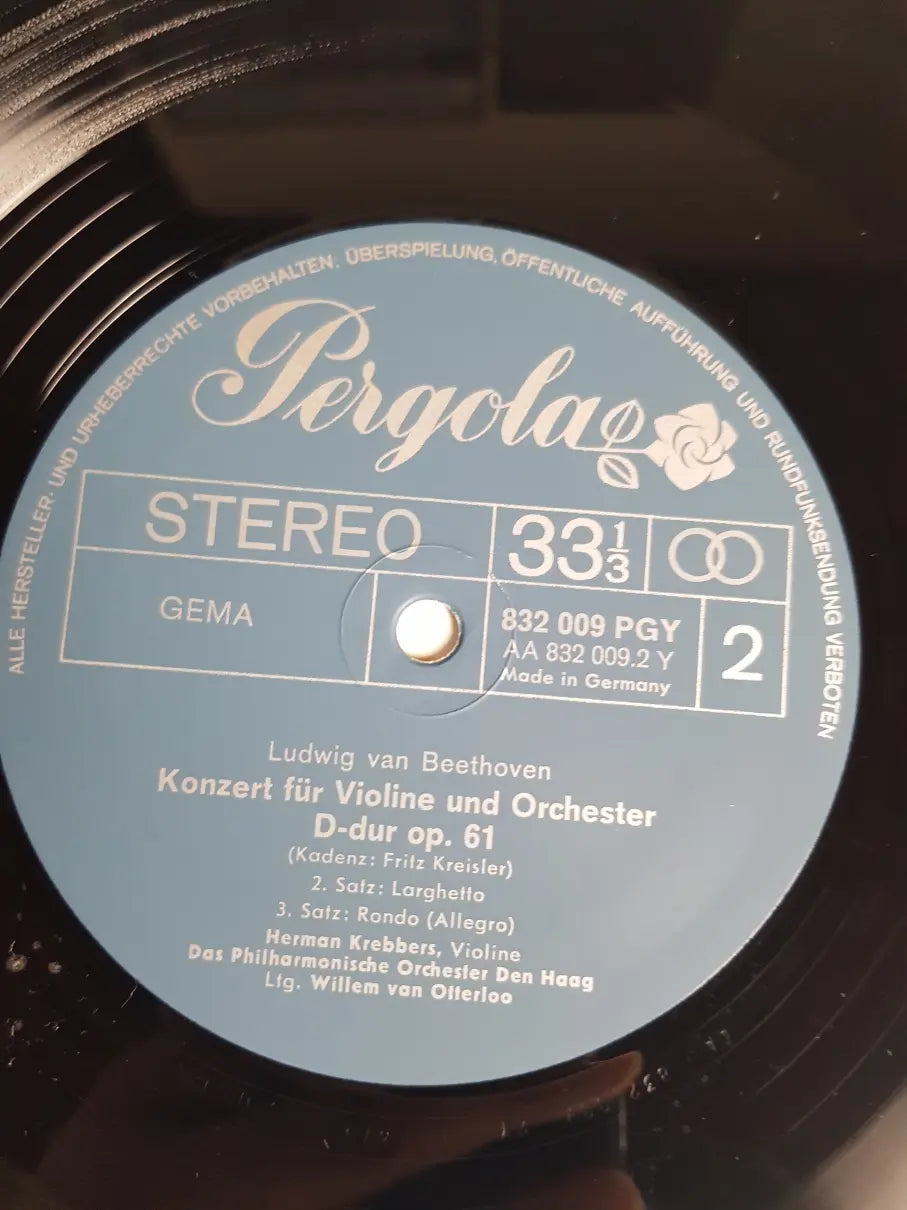 ALLE HERSTELLER- UND URHEBERRECHTE VORBEHALTEN. ÜBERSPIELUNG, ÖFFENTLICHE AUFFÜHRUNG UND RUNDFUNKSENDUNG VERBOTEN
Pergola
STEREO 33 1/3
GEMA 832 009 PGY 2
AA 832 009.2 Y
Made in Germany
Ludwig van Beethoven
Konzert für Violine und Orchester
D-dur op. 61
(Kadenz: Fritz Kreisler)
2. Satz: Larghetto
3. Satz: Rondo (Allegro)
Herman Krebbers, Violine
Das Philharmonische Orchester Den Haag
Ltg. Willem van Otterloo